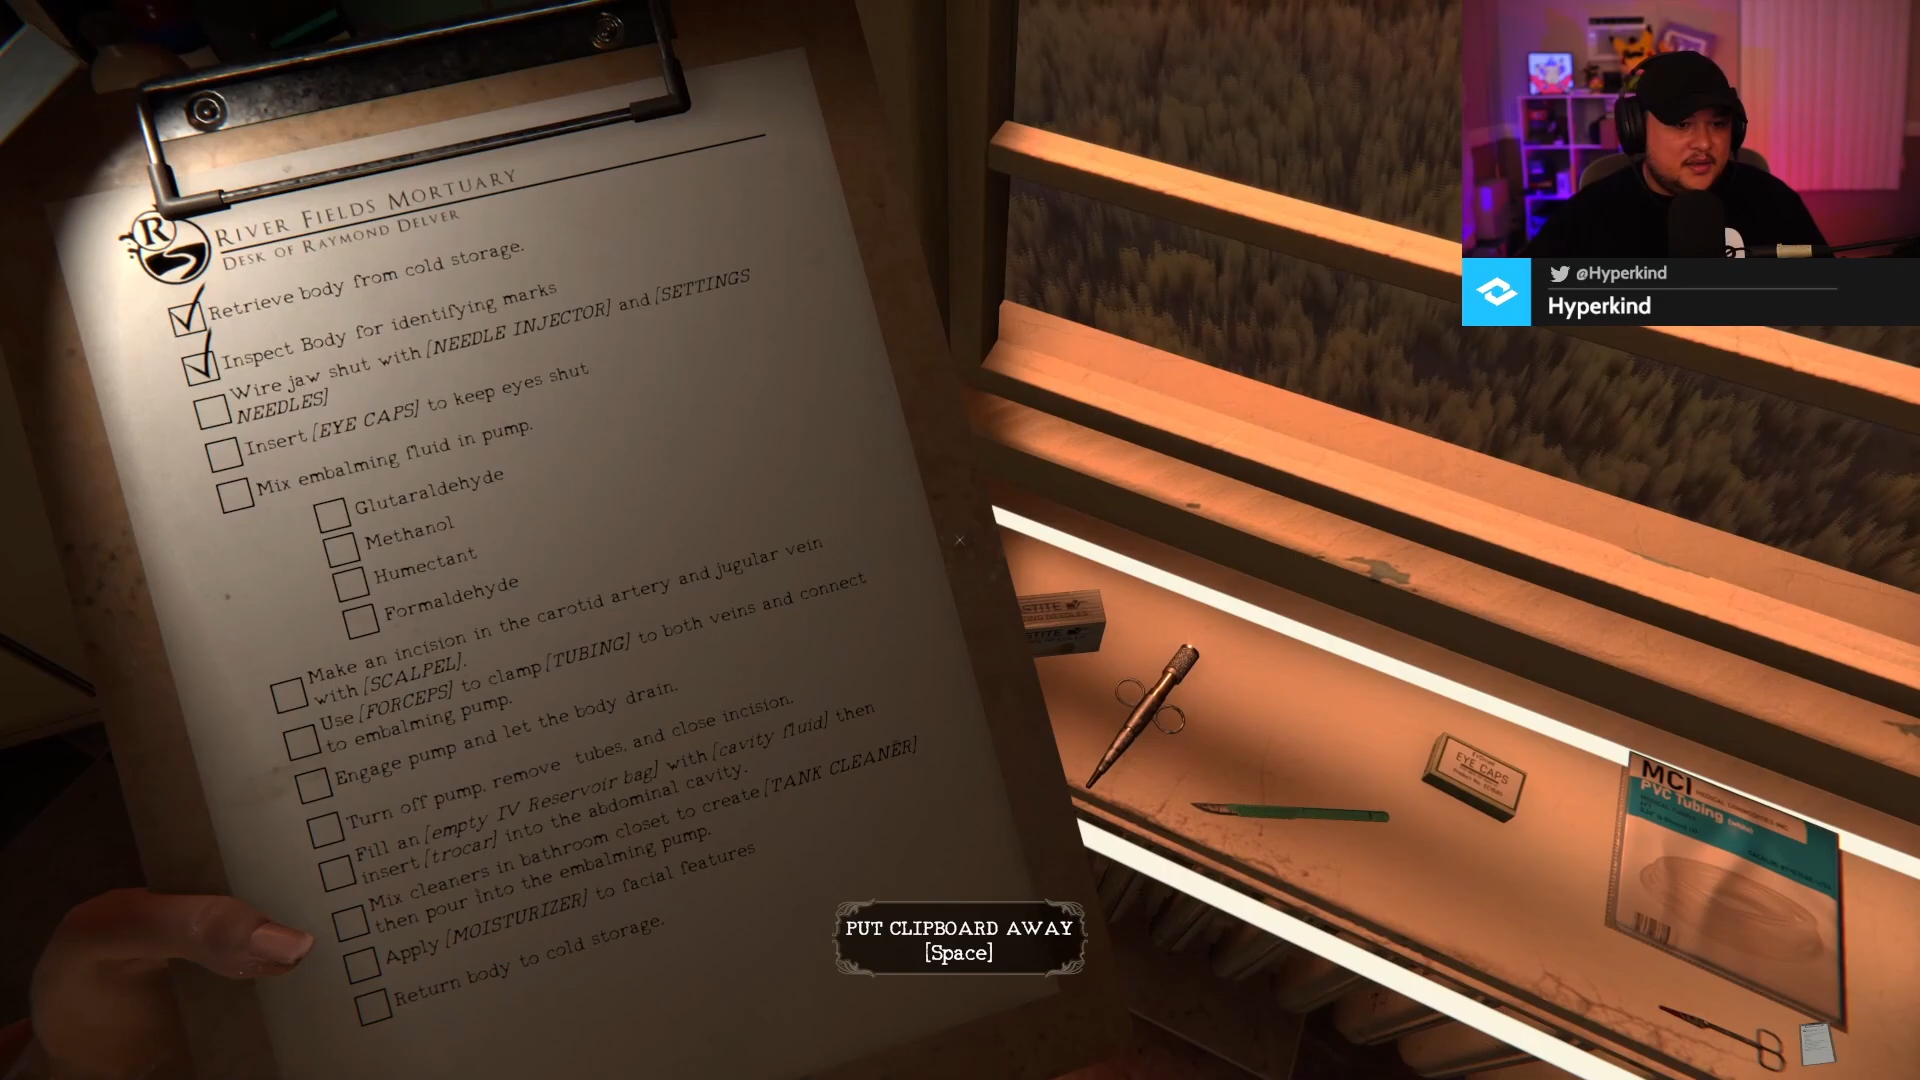 RIVER FIELDS MORTUARY
DESK OF RAYMOND DELVER
Retrieve body from cold storage.
Inspect Body for identifying marks
Wire jaw shut with [NEEDLE INJECTOR] and [SETTINGS
NEEDLES]
Insert [EYE CAPS] to keep eyes shut
Mix embalming fluid in pump.
Glutaraldehyde
Methanol
Humectant
Formaldehyde
Make an incision in the carotid artery and jugular vein
with [SCALPEL].
Use [FORCEPS] to clamp [TUBING] to both veins and connect
to embalming pump.
Engage pump and let the body drain.
Turn off pump, remove tubes, and close incision.
Fill an [empty IV Reservoir bag] with [cavity fluid] then
insert [trocar] into the abdominal cavity.
Mix cleaners in bathroom closet to create [TANK CLEANER]
then pour into the embalming pump.
Apply [MOISTURIZER] to facial features
Return body to cold storage.
PUT CLIPBOARD AWAY
[Space]
@Hyperkind
Hyperkind
STITE
STITE
EYE CAPS
MCI
PVC Tubing
R